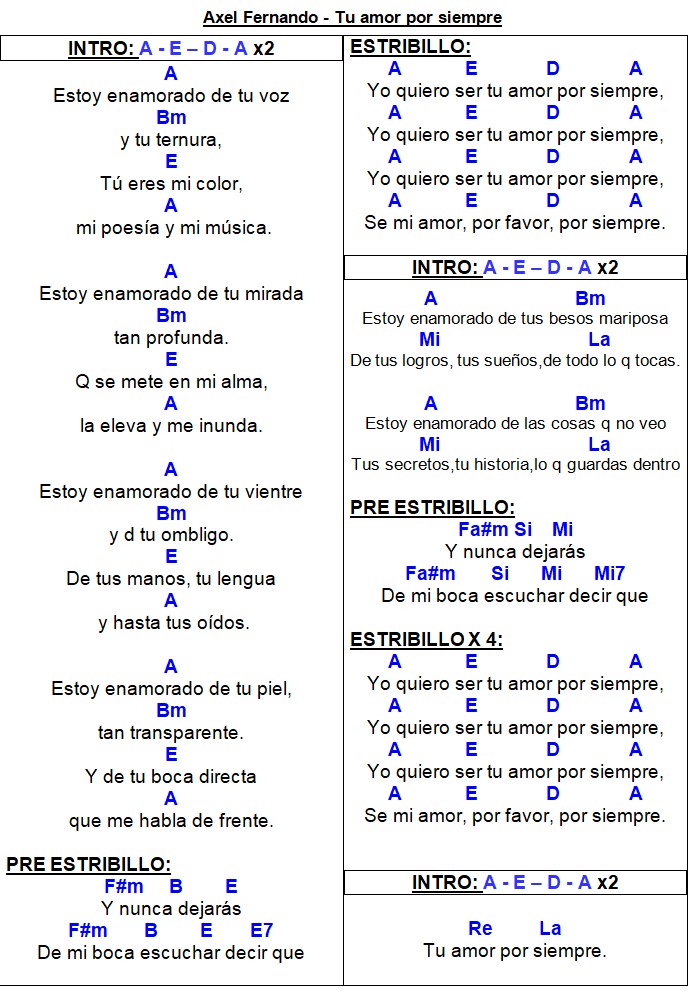 Axel Fernando - Tu amor por siempre
INTRO: A - E – D - A x2
A
Estoy enamorado de tu voz
Bm
y tu ternura,
E
Tú eres mi color,
A
mi poesía y mi música.
A
Estoy enamorado de tu mirada
Bm
tan profunda.
E
Q se mete en mi alma,
A
la eleva y me inunda.
A
Estoy enamorado de tu vientre
Bm
y d tu ombligo.
E
De tus manos, tu lengua
A
y hasta tus oídos.
A
Estoy enamorado de tu piel,
Bm
tan transparente.
E
Y de tu boca directa
A
que me habla de frente.
PRE ESTRIBILLO:
F#m B E
Y nunca dejarás
F#m B E E7
De mi boca escuchar decir que
ESTRIBILLO:
A E D A
Yo quiero ser tu amor por siempre,
A E D A
Yo quiero ser tu amor por siempre,
A E D A
Yo quiero ser tu amor por siempre,
A E D A
Se mi amor, por favor, por siempre.
INTRO: A - E – D - A x2
A Bm
Estoy enamorado de tus besos mariposa
Mi La
De tus logros, tus sueños,de todo lo q tocas.
A Bm
Estoy enamorado de las cosas q no veo
Mi La
Tus secretos,tu historia,lo q guardas dentro
PRE ESTRIBILLO:
Fa#m Si Mi
Y nunca dejarás
Fa#m Si Mi Mi7
De mi boca escuchar decir que
ESTRIBILLO X 4:
A E D A
Yo quiero ser tu amor por siempre,
A E D A
Yo quiero ser tu amor por siempre,
A E D A
Yo quiero ser tu amor por siempre,
A E D A
Se mi amor, por favor, por siempre.
INTRO: A - E – D - A x2
Re La
Tu amor por siempre.